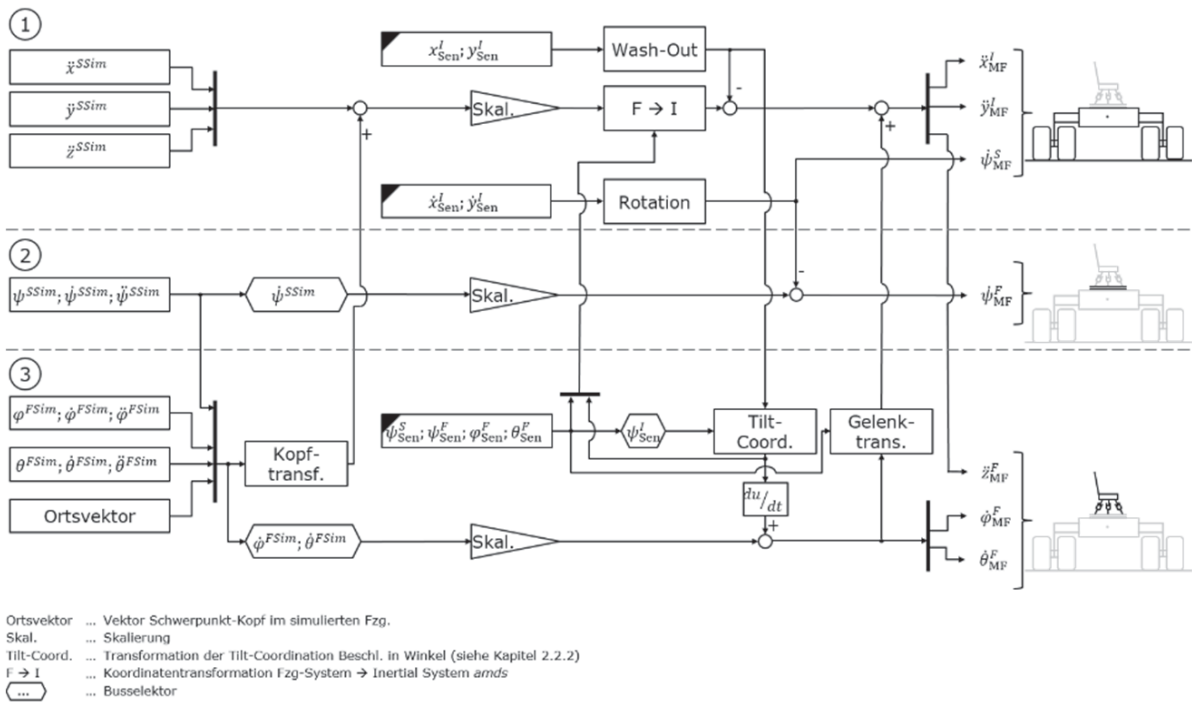 1
ẍ^SSim
ÿ^SSim
z̈^SSim
x^I_Sen; y^I_Sen
Wash-Out
-
Skal.
F → I
-
+
+
ẍ^I_MF
ÿ^I_MF
ψ̇^S_MF
ẋ^I_Sen; ẏ^I_Sen
Rotation
2
ψ^SSim; ψ̇^SSim; ψ̈^SSim
ψ̇^SSim
Skal.
-
ψ̇^F_MF
3
φ^FSim; φ̇^FSim; φ̈^FSim
θ^FSim; θ̇^FSim; θ̈^FSim
Ortsvektor
Kopf-
transf.
φ̇^FSim; θ̇^FSim
Skal.
ψ^S_Sen; ψ^F_Sen; φ^F_Sen; θ^F_Sen
ψ^I_Sen
Tilt-
Coord.
Gelenk-
trans.
du/dt
+
z̈^F_MF
φ̇^F_MF
θ̇^F_MF
Ortsvektor ... Vektor Schwerpunkt-Kopf im simulierten Fzg.
Skal. ... Skalierung
Tilt-Coord. ... Transformation der Tilt-Coordination Beschl. in Winkel (siehe Kapitel 2.2.2)
F → I ... Koordinatentransformation Fzg-System → Inertial System amds
... ... Busselektor